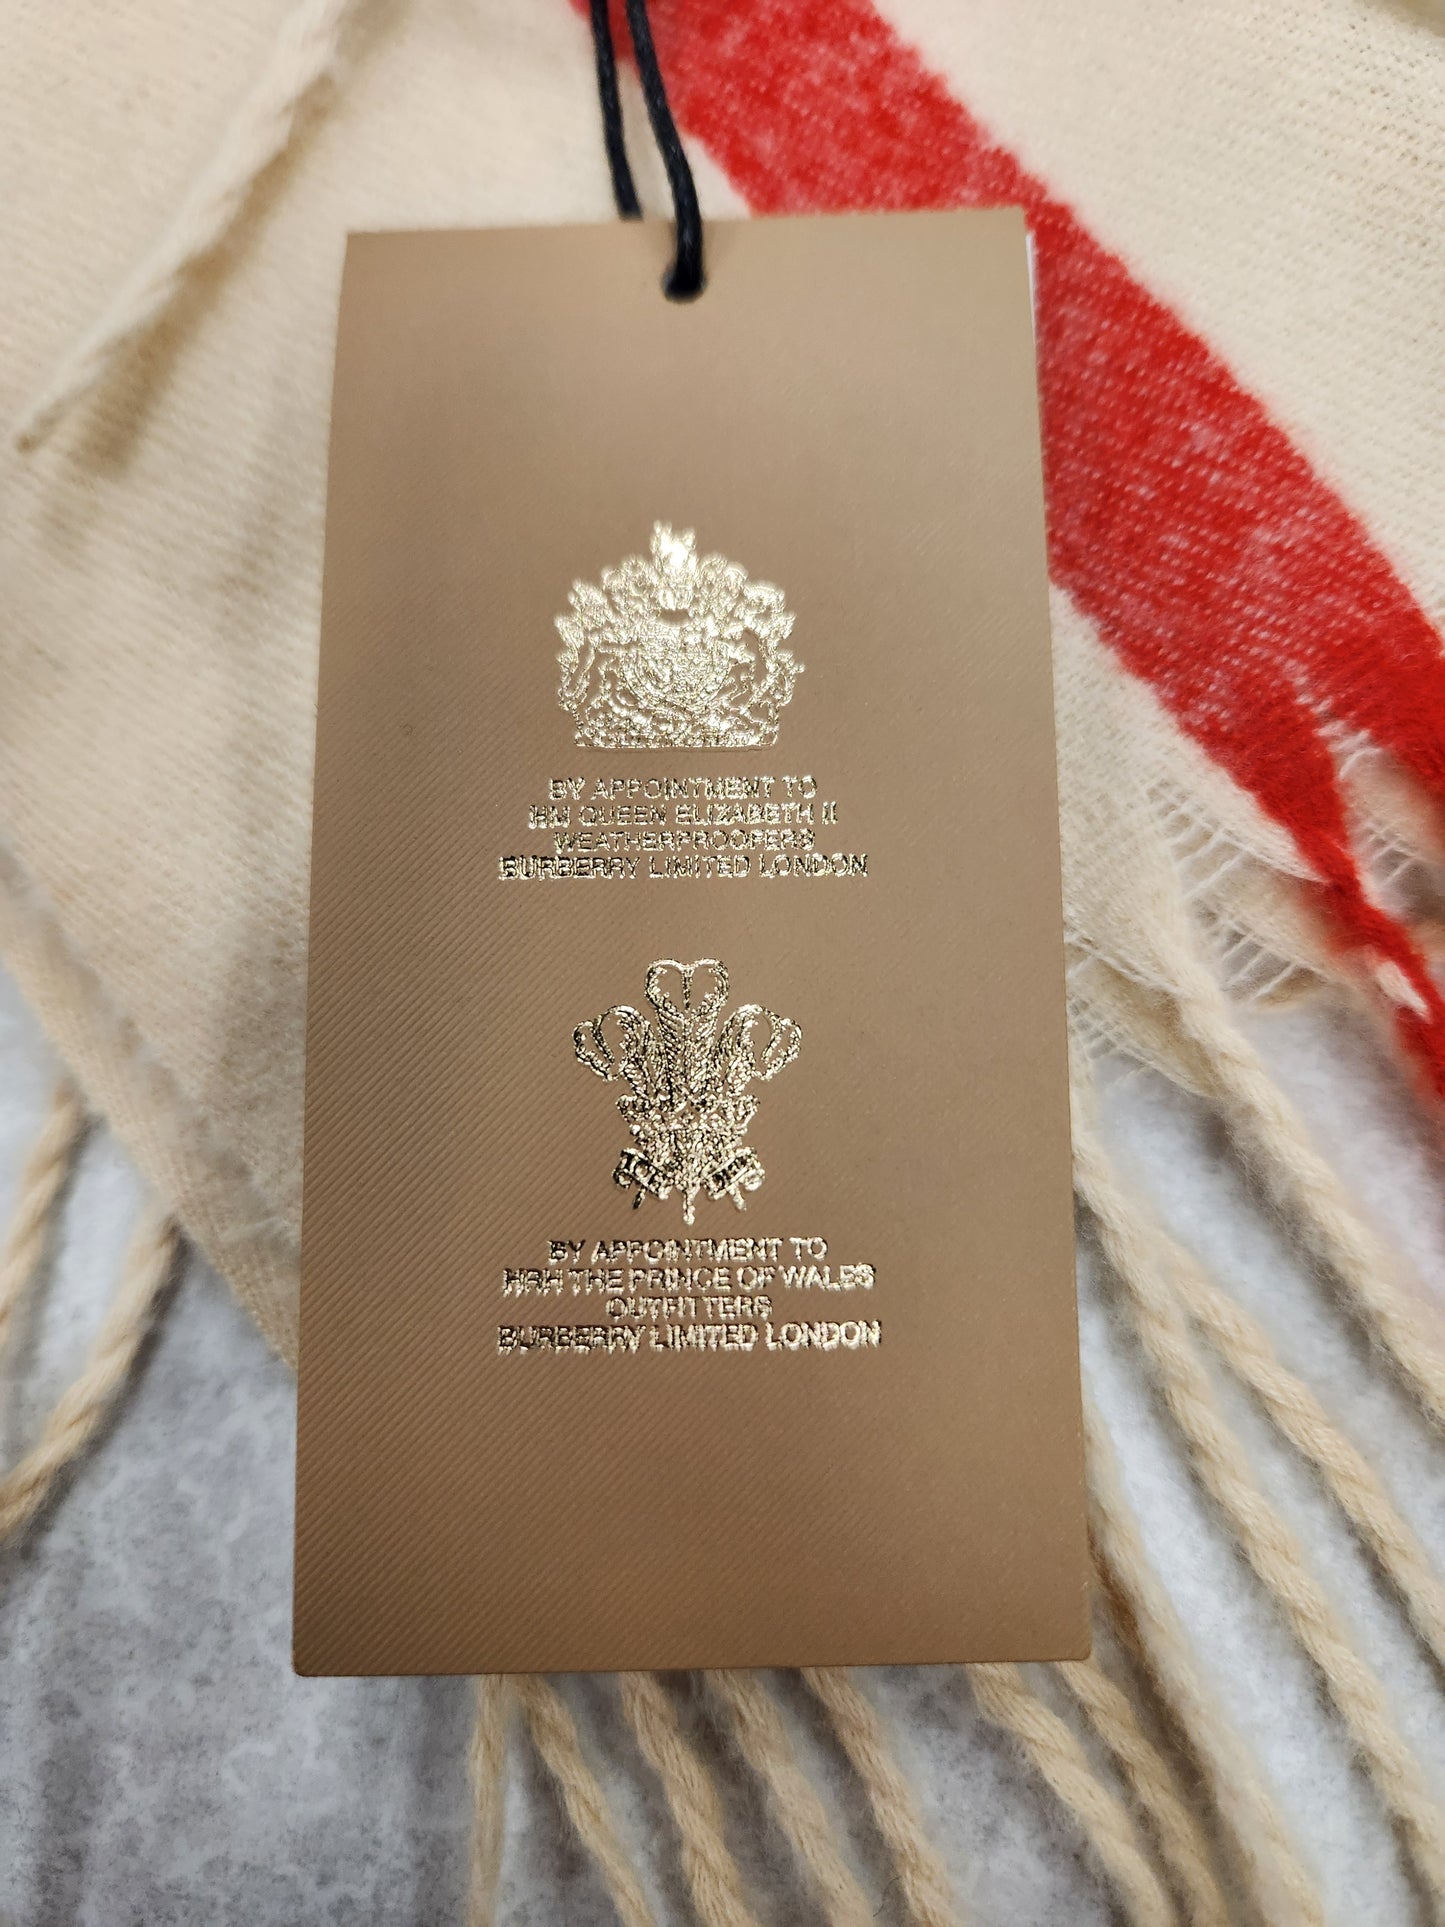 BY APPOINTMENT TO
HM QUEEN ELIZABETH II
WEATHERPROOFERS
BURBERRY LIMITED LONDON
BY APPOINTMENT TO
HRH THE PRINCE OF WALES
OUTFITTERS
BURBERRY LIMITED LONDON